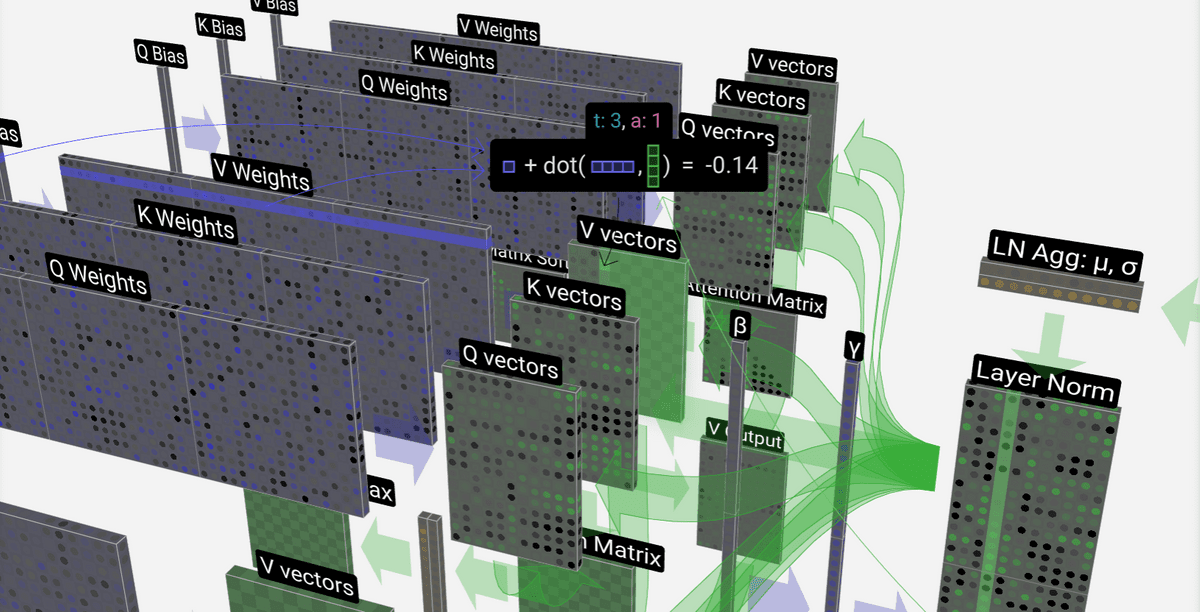 V Bias
K Bias
Q Bias
V Weights
K Weights
Q Weights
V vectors
K vectors
Q vectors
t: 3, a: 1
+ dot( , ) = -0.14
V Weights
K Weights
Q Weights
V vectors
K vectors
Q vectors
Attention Matrix
β
γ
LN Agg: μ, σ
Layer Norm
V Output
Matrix
V vectors